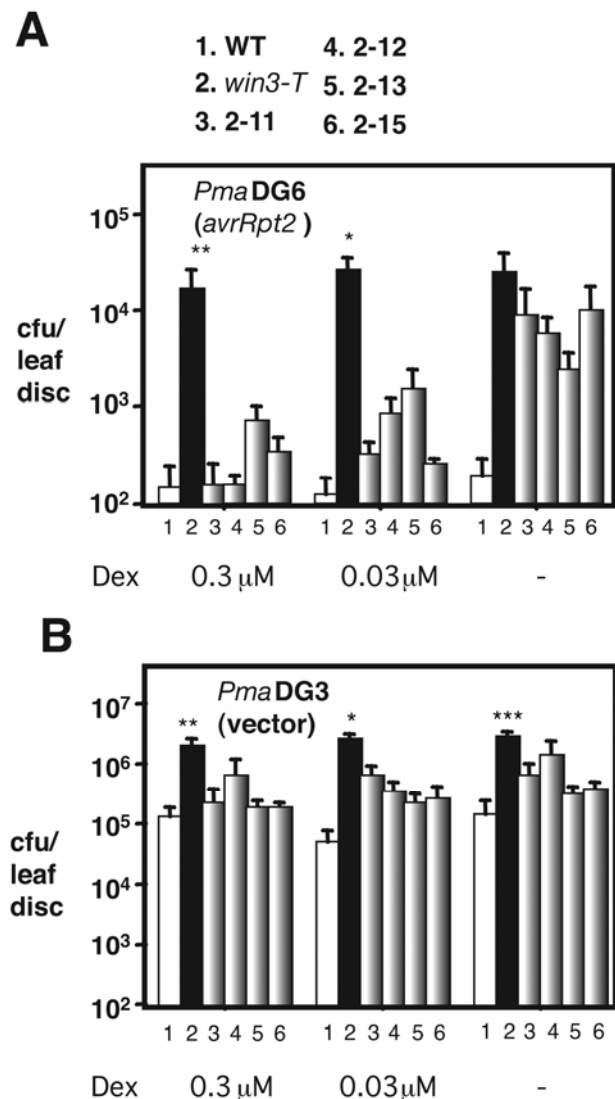 A
1. WT 4. 2-12
2. win3-T 5. 2-13
3. 2-11 6. 2-15
Pma DG6
(avrRpt2 )
** *
10⁵
10⁴
10³
10²
cfu/
leaf
disc
1 2 3 4 5 6 1 2 3 4 5 6 1 2 3 4 5 6
Dex 0.3 µM 0.03µM -
B
Pma DG3
(vector)
** * ***
10⁷
10⁶
10⁵
10⁴
10³
10²
cfu/
leaf
disc
1 2 3 4 5 6 1 2 3 4 5 6 1 2 3 4 5 6
Dex 0.3 µM 0.03 µM -